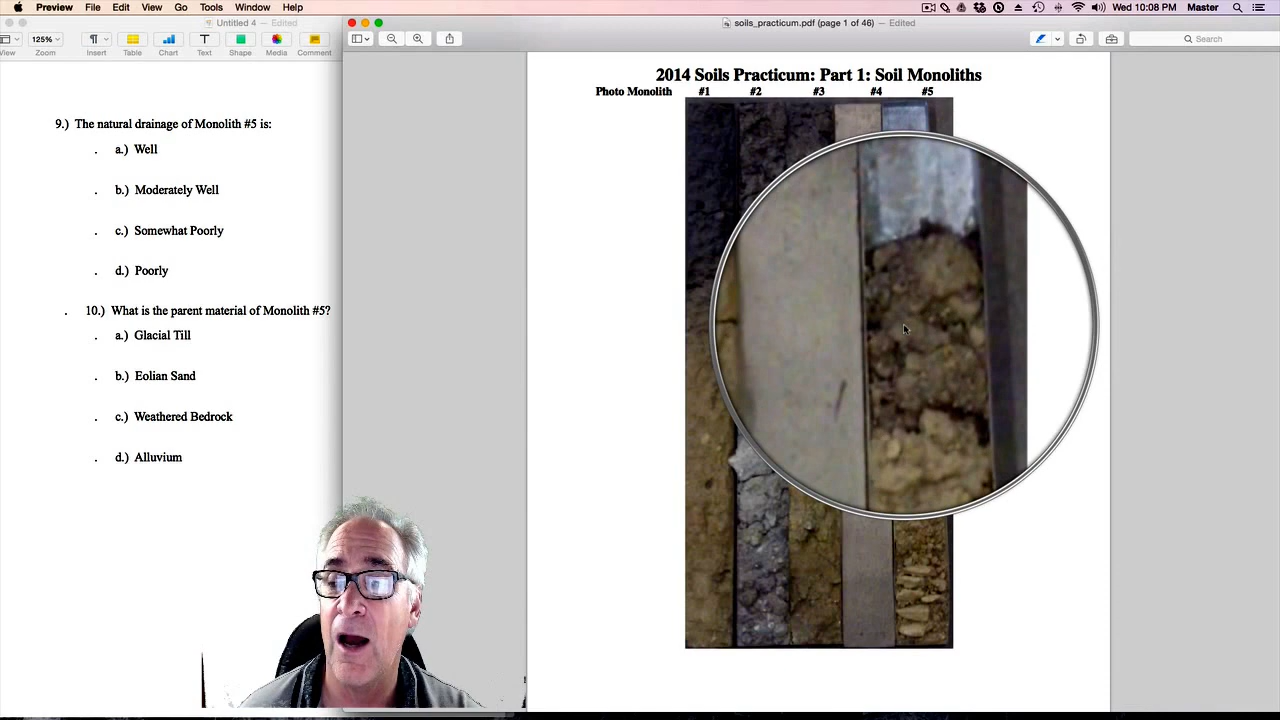 Preview File Edit View Go Tools Window Help
Wed 10:08 PM Master
Untitled 4 — Edited
soils_practicum.pdf (page 1 of 46) — Edited
125%
View Zoom Insert Table Chart Text Shape Media Comment
Search
9.) The natural drainage of Monolith #5 is:
. a.) Well
. b.) Moderately Well
. c.) Somewhat Poorly
. d.) Poorly
. 10.) What is the parent material of Monolith #5?
. a.) Glacial Till
. b.) Eolian Sand
. c.) Weathered Bedrock
. d.) Alluvium
2014 Soils Practicum: Part 1: Soil Monoliths
Photo Monolith #1 #2 #3 #4 #5